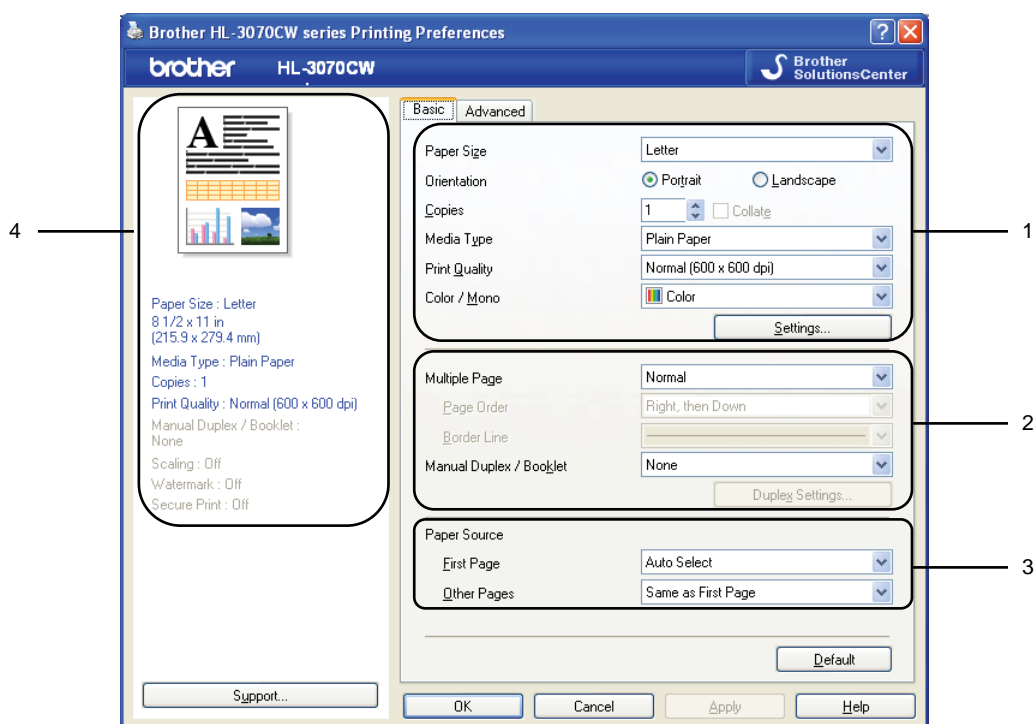 Brother HL-3070CW series Printing Preferences
brother HL-3070CW
Brother
SolutionsCenter
4
A
Paper Size : Letter
8 1/2 x 11 in
(215.9 x 279.4 mm)
Media Type : Plain Paper
Copies : 1
Print Quality : Normal (600 x 600 dpi)
Manual Duplex / Booklet :
None
Scaling : Off
Watermark : Off
Secure Print : Off
Support...
Basic Advanced
Paper Size Letter
Orientation Portrait Landscape
Copies 1 Collate
Media Type Plain Paper
Print Quality Normal (600 x 600 dpi)
Color / Mono Color
Settings...
1
Multiple Page Normal
Page Order Right, then Down
Border Line
Manual Duplex / Booklet None
Duplex Settings...
2
Paper Source
First Page Auto Select
Other Pages Same as First Page
3
Default
OK Cancel Apply Help